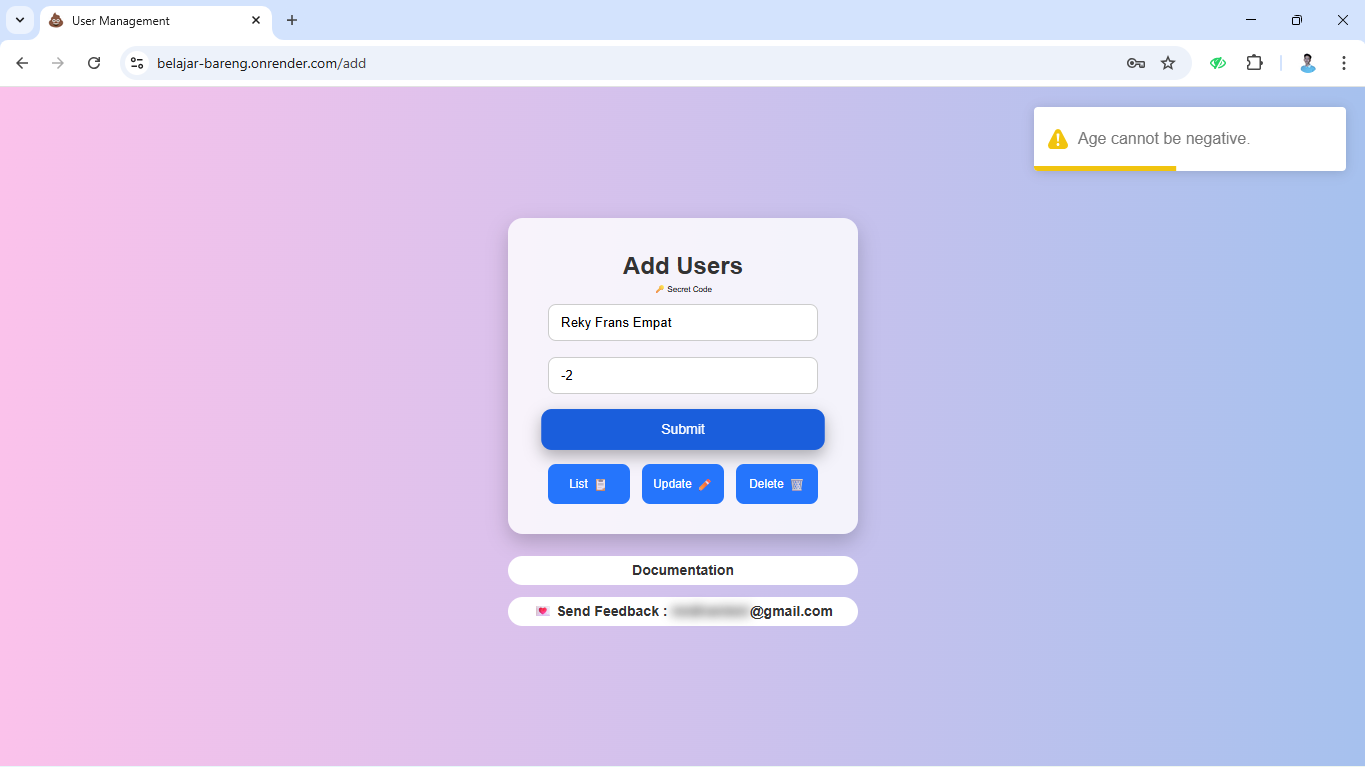 User Management
belajar-bareng.onrender.com/add
Age cannot be negative.
Add Users
🔑 Secret Code
Reky Frans Empat
-2
Submit
List 📋 Update ✏️ Delete 🗑️
Documentation
💌 Send Feedback : @gmail.com